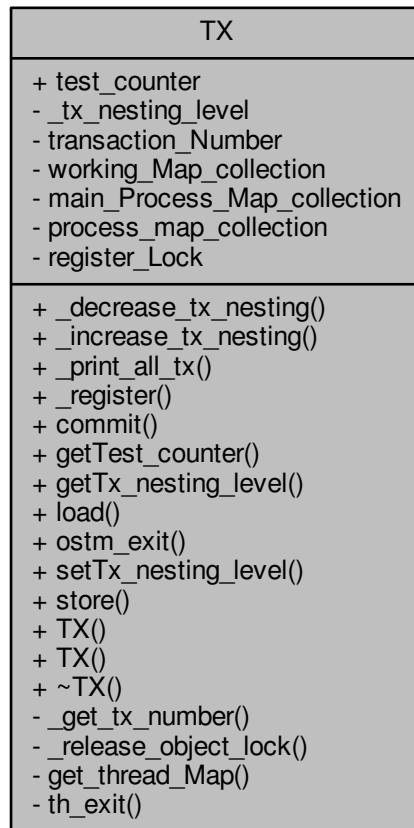 TX
+ test_counter
- _tx_nesting_level
- transaction_Number
- working_Map_collection
- main_Process_Map_collection
- process_map_collection
- register_Lock
+ _decrease_tx_nesting()
+ _increase_tx_nesting()
+ _print_all_tx()
+ _register()
+ commit()
+ getTest_counter()
+ getTx_nesting_level()
+ load()
+ ostm_exit()
+ setTx_nesting_level()
+ store()
+ TX()
+ TX()
+ ~TX()
- _get_tx_number()
- _release_object_lock()
- get_thread_Map()
- th_exit()